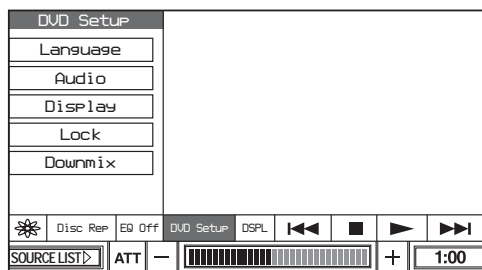 DVD Setup
Language
Audio
Display
Lock
Downmix
Disc Rep EQ Off DVD Setup DSPL
SOURCE LIST ATT − + 1:00